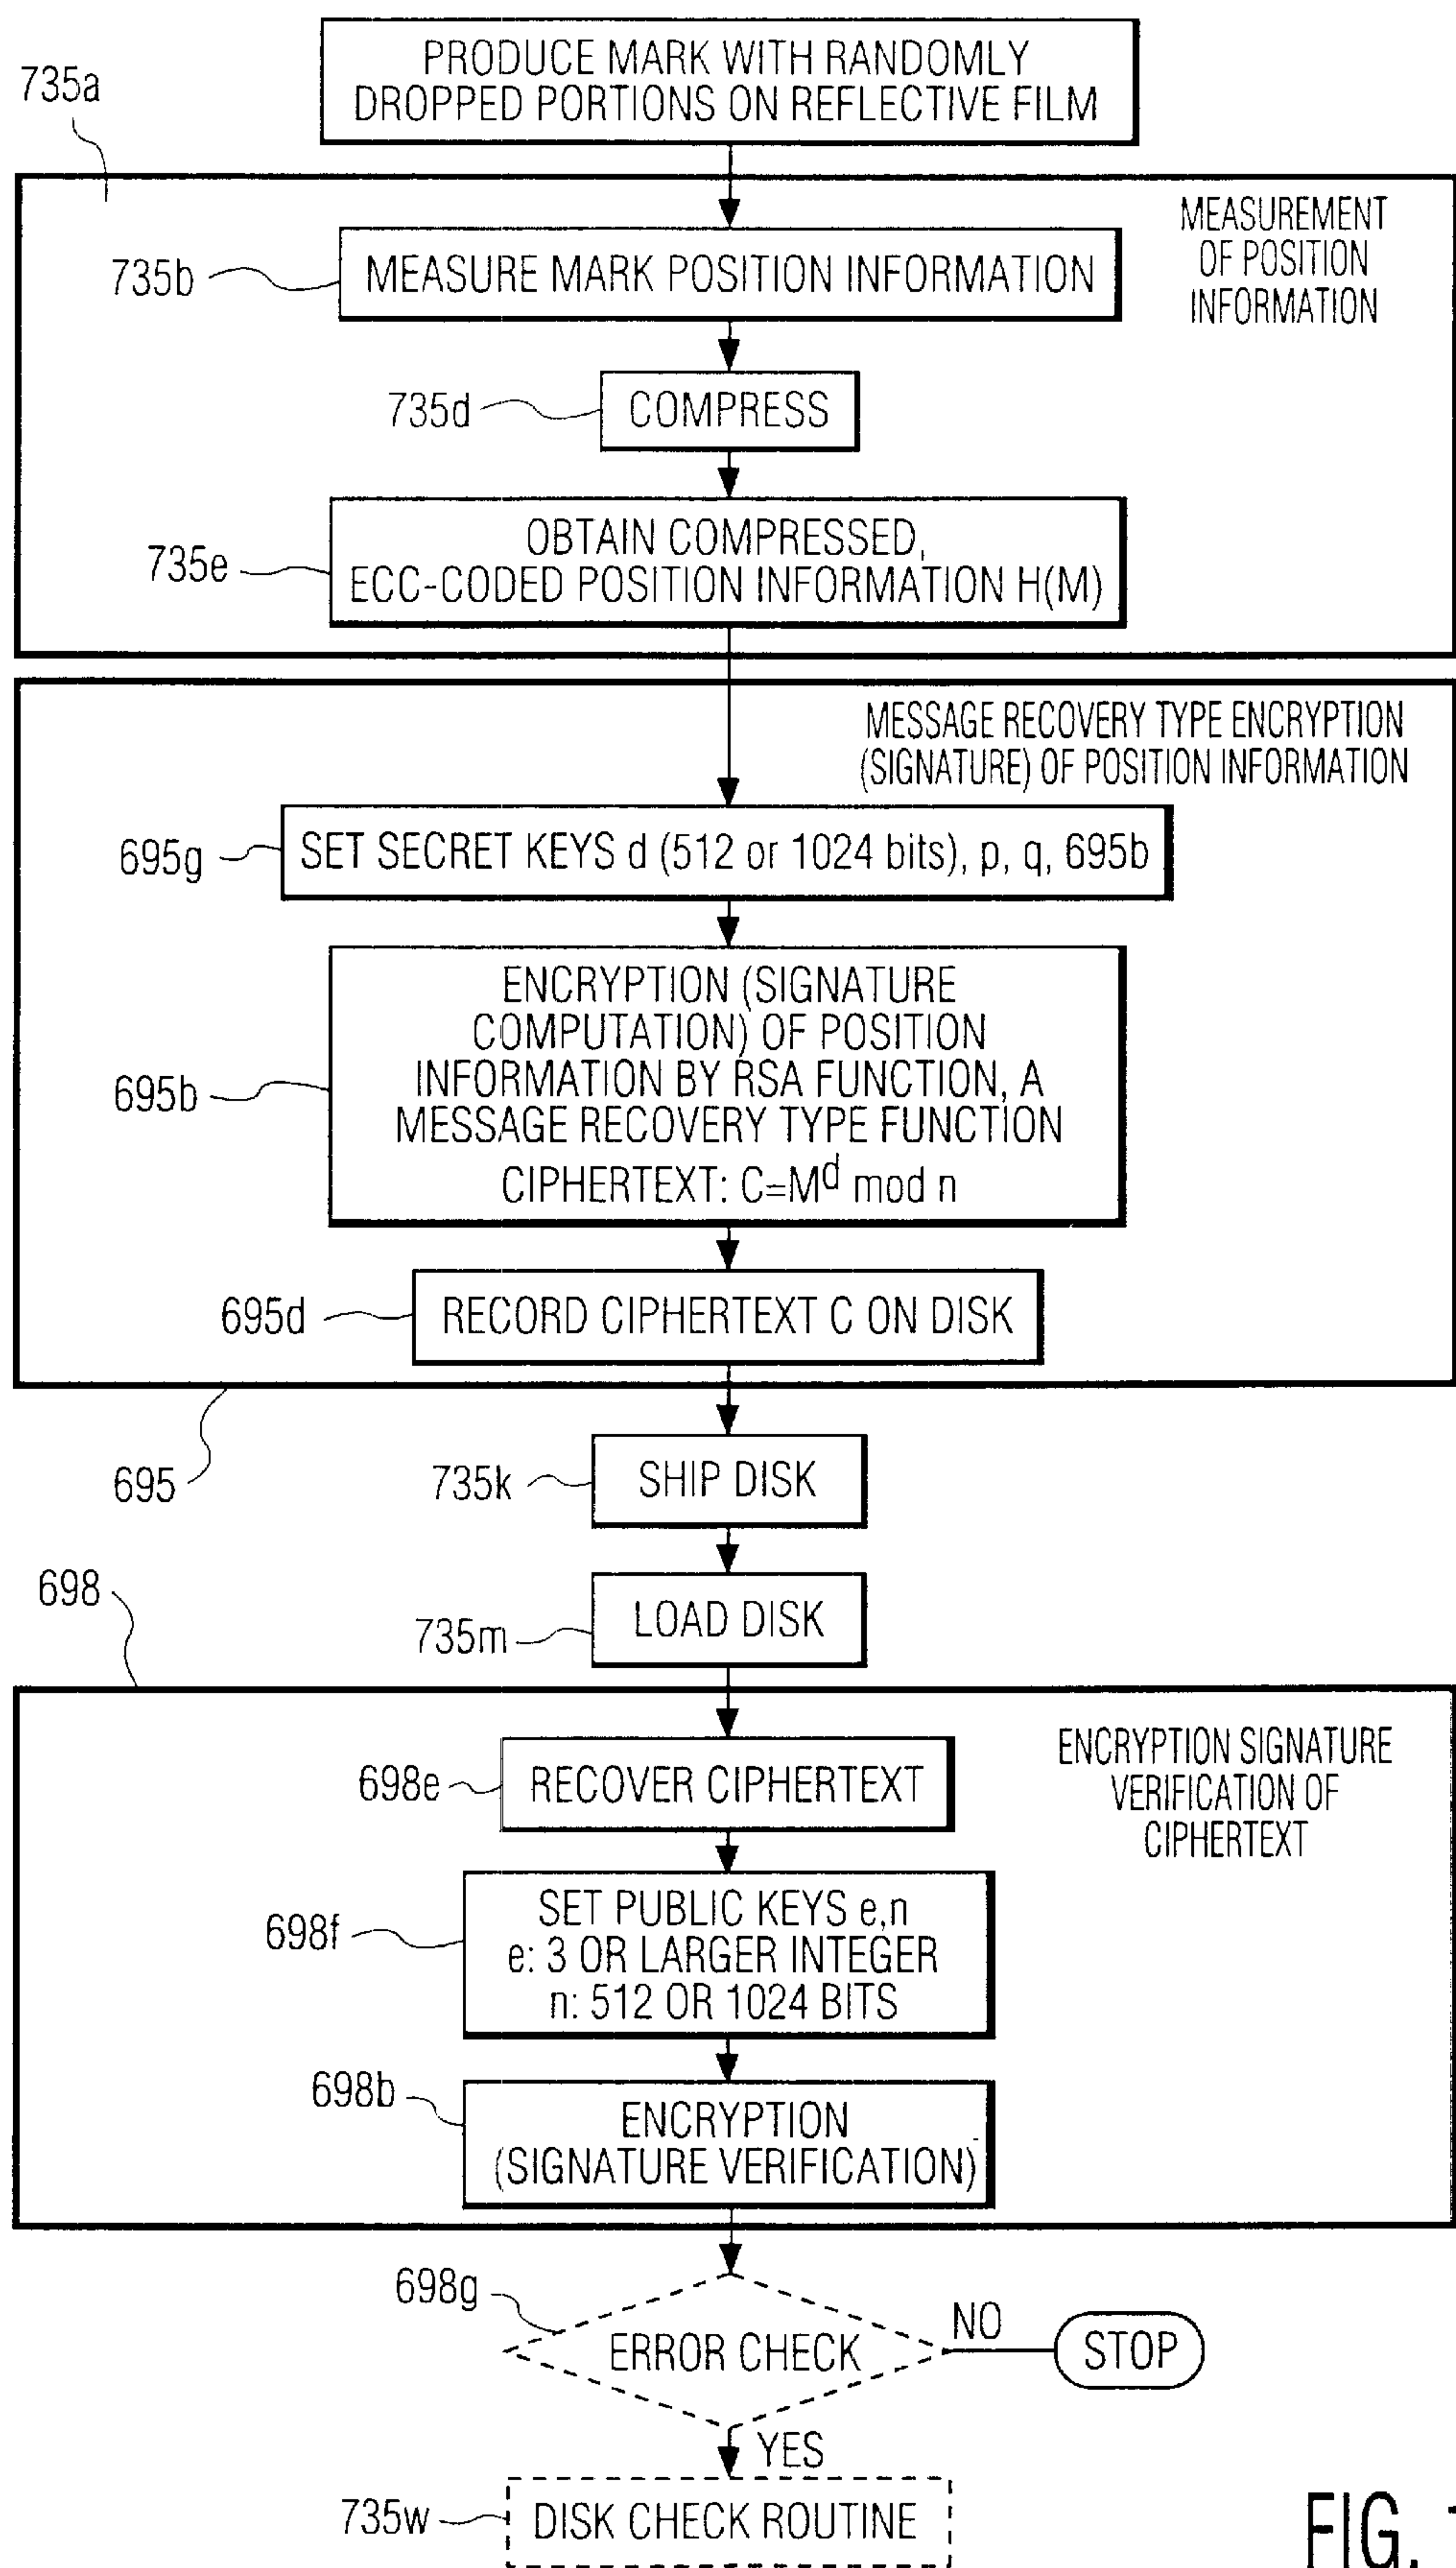 PRODUCE MARK WITH RANDOMLY
DROPPED PORTIONS ON REFLECTIVE FILM
735a
MEASUREMENT
OF POSITION
INFORMATION
735b
MEASURE MARK POSITION INFORMATION
735d
COMPRESS
735e
OBTAIN COMPRESSED,
ECC-CODED POSITION INFORMATION H(M)
MESSAGE RECOVERY TYPE ENCRYPTION
(SIGNATURE) OF POSITION INFORMATION
695g
SET SECRET KEYS d (512 or 1024 bits), p, q, 695b
695b
ENCRYPTION (SIGNATURE
COMPUTATION) OF POSITION
INFORMATION BY RSA FUNCTION, A
MESSAGE RECOVERY TYPE FUNCTION
CIPHERTEXT: C=Mᵈ mod n
695d
RECORD CIPHERTEXT C ON DISK
695
735k
SHIP DISK
698
735m
LOAD DISK
ENCRYPTION SIGNATURE
VERIFICATION OF
CIPHERTEXT
698e
RECOVER CIPHERTEXT
698f
SET PUBLIC KEYS e,n
e: 3 OR LARGER INTEGER
n: 512 OR 1024 BITS
698b
ENCRYPTION
(SIGNATURE VERIFICATION)
698g
ERROR CHECK
NO
STOP
YES
735w
DISK CHECK ROUTINE
FIG.